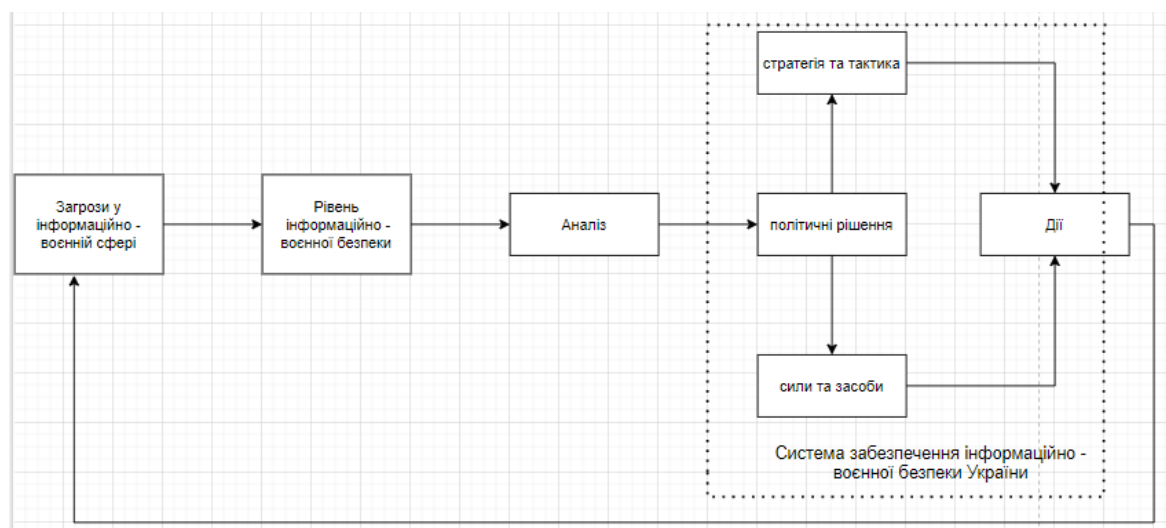 стратегія та тактика
Загрози у
інформаційно -
воєнній сфері
Рівень
інформаційно -
воєнної безпеки
Аналіз
політичні рішення
Дії
сили та засоби
Система забезпечення інформаційно -
воєнної безпеки України